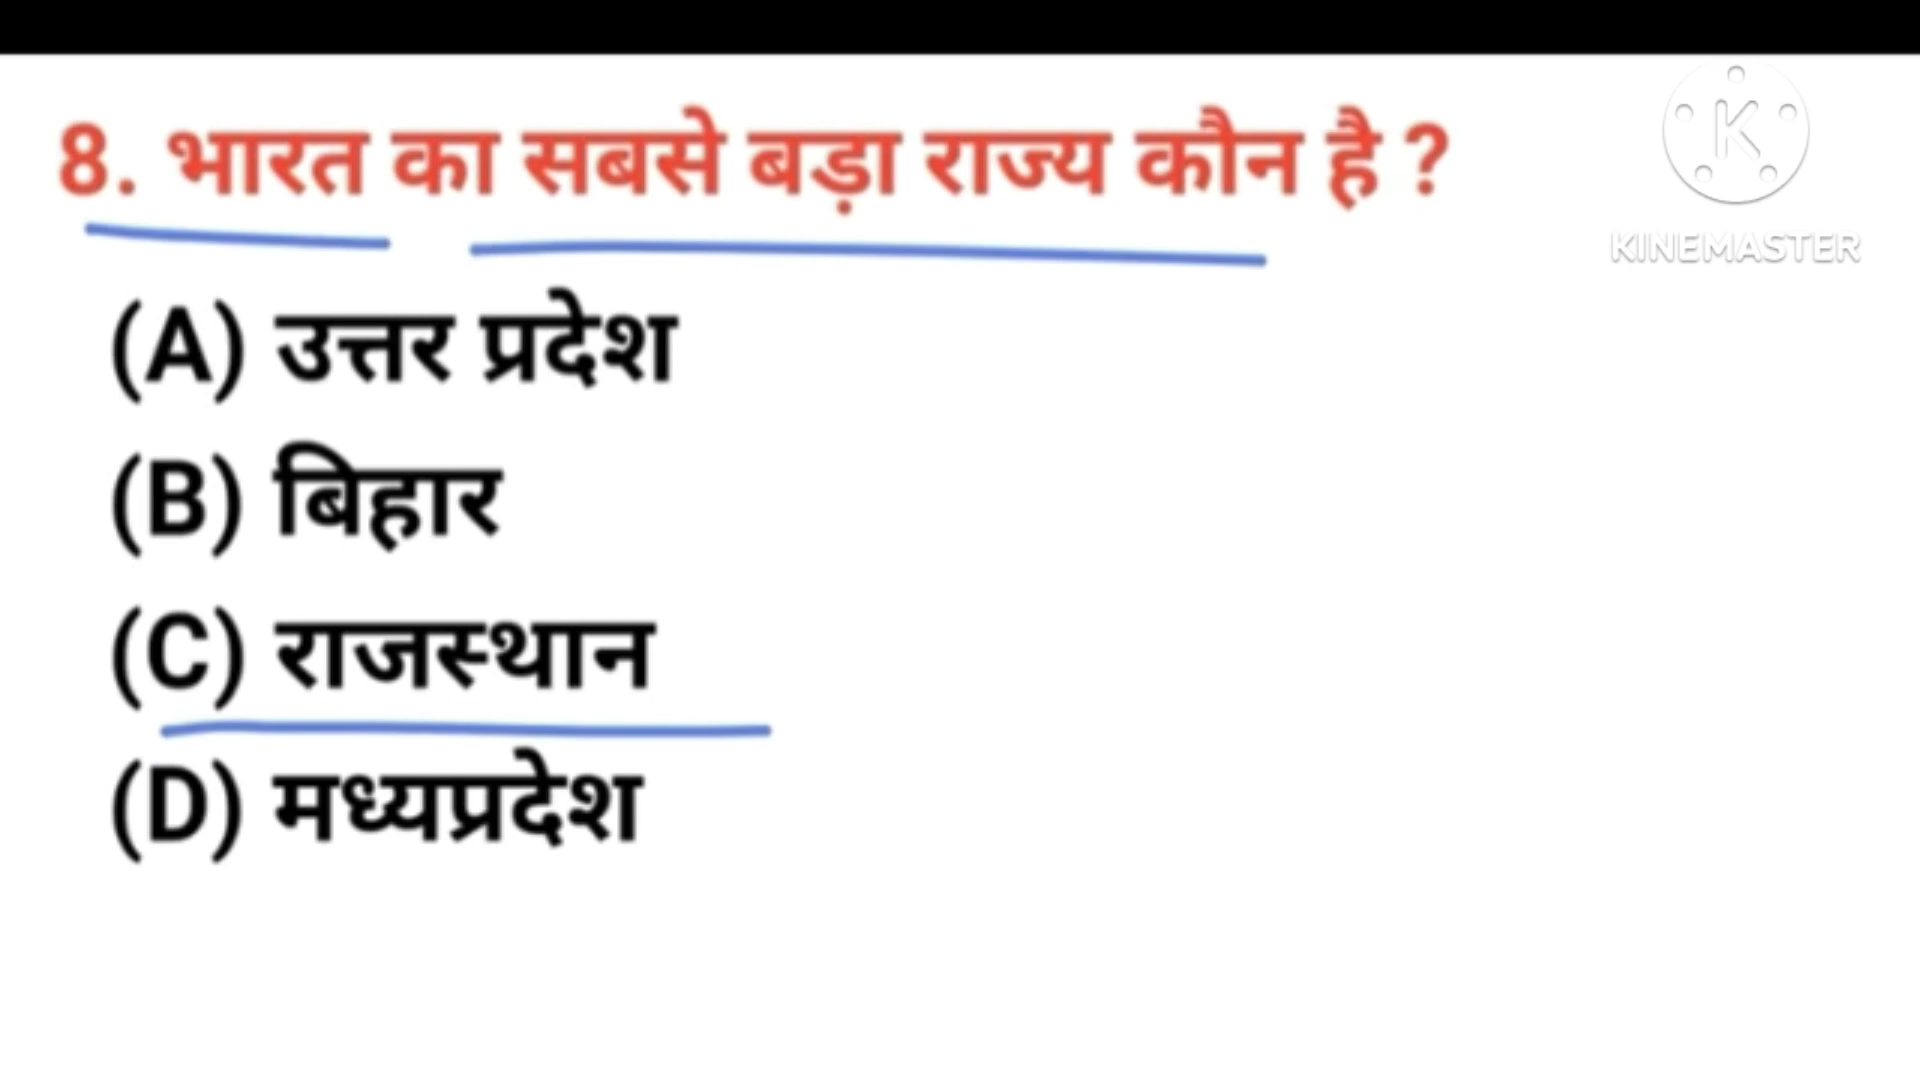 8. भारत का सबसे बड़ा राज्य कौन है ?
K
KINEMASTER
(A) उत्तर प्रदेश
(B) बिहार
(C) राजस्थान
(D) मध्यप्रदेश